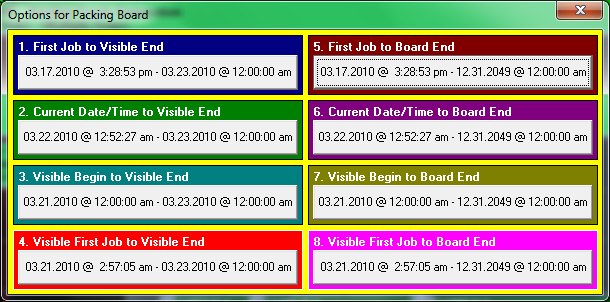 Options for Packing Board
1. First Job to Visible End
03.17.2010 @ 3:28:53 pm - 03.23.2010 @ 12:00:00 am
2. Current Date/Time to Visible End
03.22.2010 @ 12:52:27 am - 03.23.2010 @ 12:00:00 am
3. Visible Begin to Visible End
03.21.2010 @ 12:00:00 am - 03.23.2010 @ 12:00:00 am
4. Visible First Job to Visible End
03.21.2010 @ 2:57:05 am - 03.23.2010 @ 12:00:00 am
5. First Job to Board End
03.17.2010 @ 3:28:53 pm - 12.31.2049 @ 12:00:00 am
6. Current Date/Time to Board End
03.22.2010 @ 12:52:27 am - 12.31.2049 @ 12:00:00 am
7. Visible Begin to Board End
03.21.2010 @ 12:00:00 am - 12.31.2049 @ 12:00:00 am
8. Visible First Job to Board End
03.21.2010 @ 2:57:05 am - 12.31.2049 @ 12:00:00 am